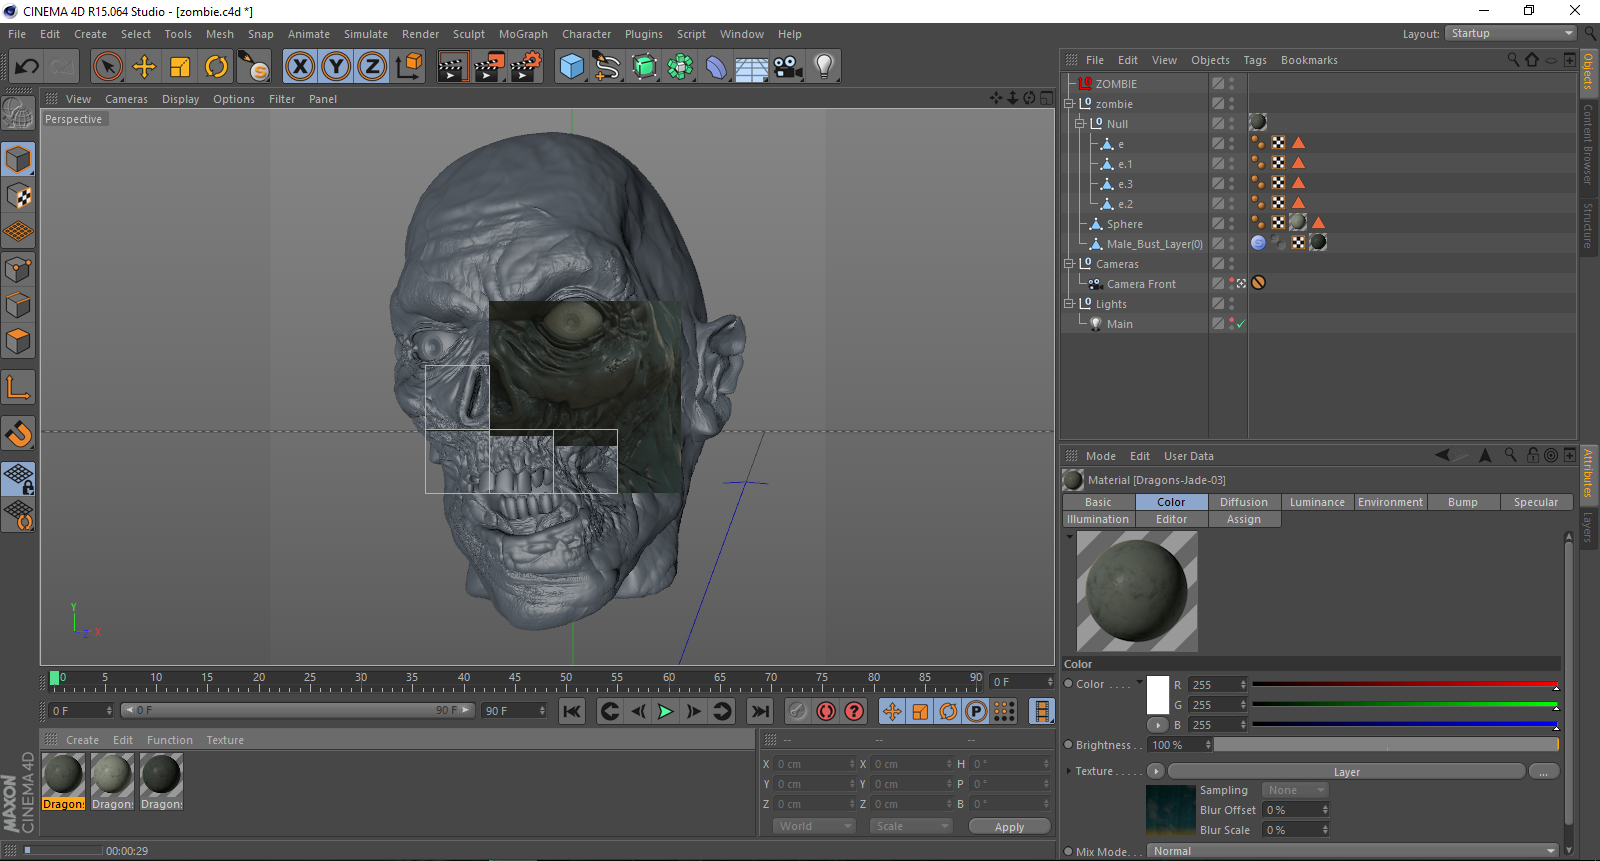 CINEMA 4D R15.064 Studio - [zombie.c4d *]
File Edit Create Select Tools Mesh Snap Animate Simulate Render Sculpt MoGraph Character Plugins Script Window Help
Layout: Startup
View Cameras Display Options Filter Panel
Perspective
File Edit View Objects Tags Bookmarks
ZOMBIE
zombie
Null
e
e.1
e.3
e.2
Sphere
Male_Bust_Layer(0)
Cameras
Camera Front
Lights
Main
Objects
Content Browser
Structure
X Y Z
Y
Z X
Mode Edit User Data
Material [Dragons-Jade-03]
Basic Color Diffusion Luminance Environment Bump Specular
Illumination Editor Assign
Attributes
Layers
Color
Color . . . . R 255
G 255
B 255
Brightness . . 100 %
Texture . . . . . Layer ...
Sampling None
Blur Offset 0 %
Blur Scale 0 %
Mix Mode. . . Normal
0 5 10 15 20 25 30 35 40 45 50 55 60 65 70 75 80 85 90 0 F
0 F 0 F 90 F 90 F
Create Edit Function Texture
Dragon: Dragon: Dragon:
-- -- --
X 0 cm X 0 cm H 0 °
Y 0 cm Y 0 cm P 0 °
Z 0 cm Z 0 cm B 0 °
World Scale Apply
MAXON
CINEMA 4D
00:00:29